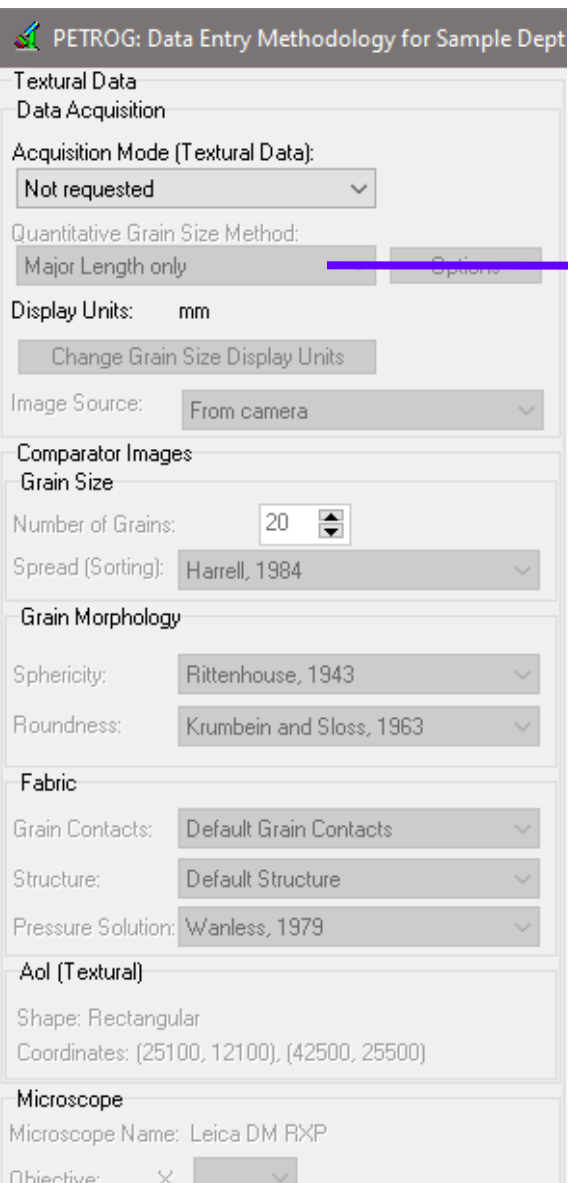 PETROG: Data Entry Methodology for Sample Dept
Textural Data
Data Acquisition
Acquisition Mode (Textural Data):
Not requested
Quantitative Grain Size Method:
Major Length only
Options
Display Units: mm
Change Grain Size Display Units
Image Source: From camera
Comparator Images
Grain Size
Number of Grains: 20
Spread (Sorting): Harrell, 1984
Grain Morphology
Sphericity: Rittenhouse, 1943
Roundness: Krumbein and Sloss, 1963
Fabric
Grain Contacts: Default Grain Contacts
Structure: Default Structure
Pressure Solution: Wanless, 1979
AoI (Textural)
Shape: Rectangular
Coordinates: (25100, 12100), (42500, 25500)
Microscope
Microscope Name: Leica DM RXP
Objective: X